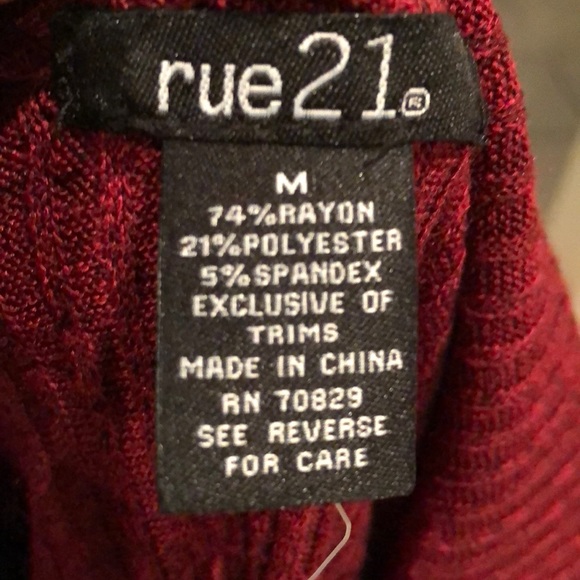 rue21®
M
74%RAYON
21%POLYESTER
5%SPANDEX
EXCLUSIVE OF
TRIMS
MADE IN CHINA
RN 70829
SEE REVERSE
FOR CARE